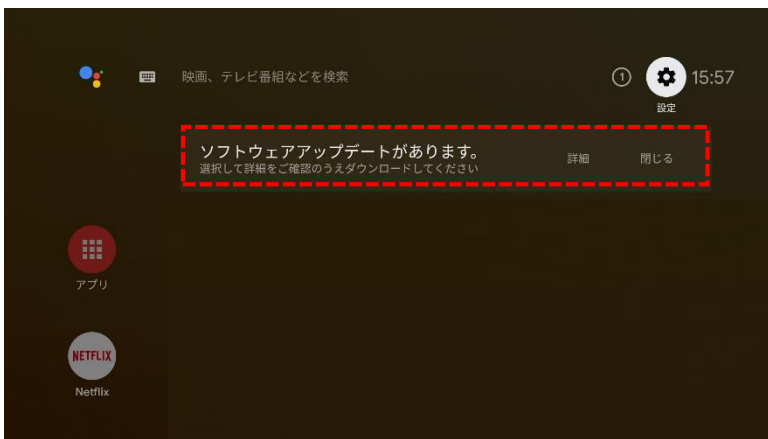 映画、テレビ番組などを検索
1
15:57
設定
ソフトウェアアップデートがあります。
選択して詳細をご確認のうえダウンロードしてください
詳細
閉じる
アプリ
NETFLIX
Netflix